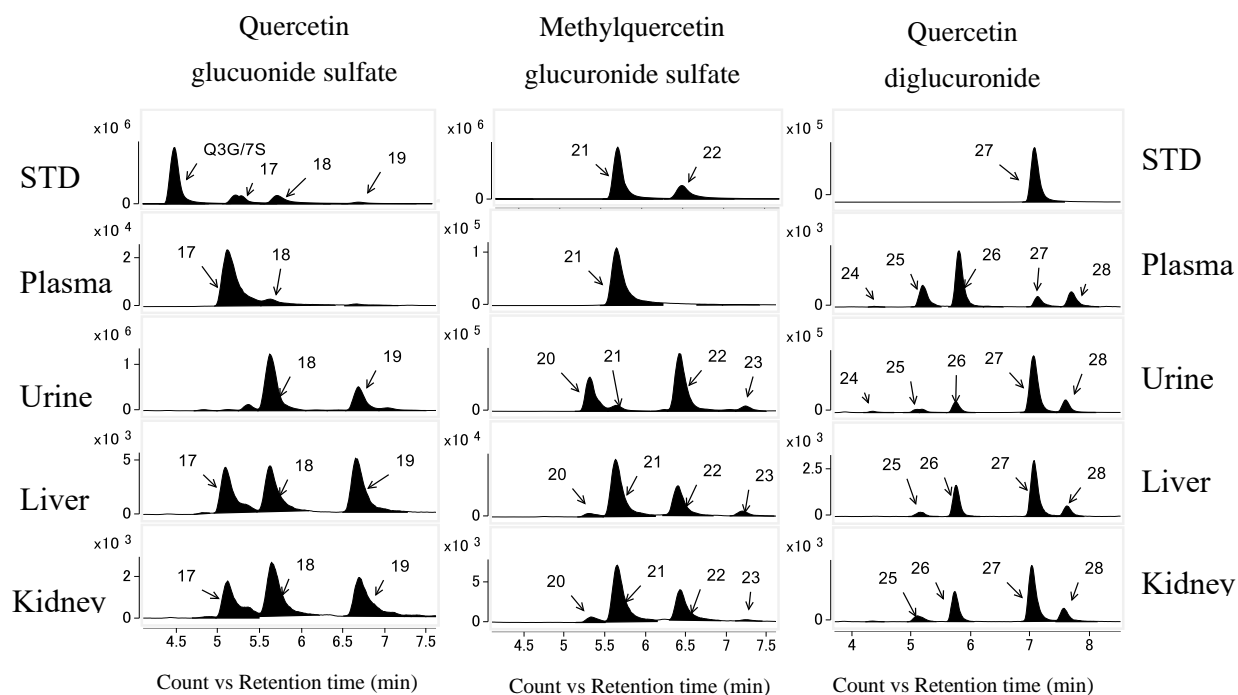 Quercetin
glucuonide sulfate
Methylquercetin
glucuronide sulfate
Quercetin
diglucuronide
STD
x10 6
0
Q3G/7S
17
18
19
x10 6
0
21
22
x10 5
0
27
STD
Plasma
x10 4
2
0
17
18
x10 5
1
0
21
x10 3
0
24
25
26
27
28
Plasma
Urine
x10 6
1
0
18
19
x10 5
0
20
21
22
23
x10 5
0
24
25
26
27
28
Urine
Liver
x10 3
5
0
17
18
19
x10 4
0
20
21
22
23
x10 3
2.5
0
25
26
27
28
Liver
Kidney
x10 3
2
0
17
18
19
x10 3
5
0
20
21
22
23
x10 3
0
25
26
27
28
Kidney
4.5 5 5.5 6 6.5 7 7.5
4.5 5 5.5 6 6.5 7 7.5
4 5 6 7 8
Count vs Retention time (min)
Count vs Retention time (min)
Count vs Retention time (min)